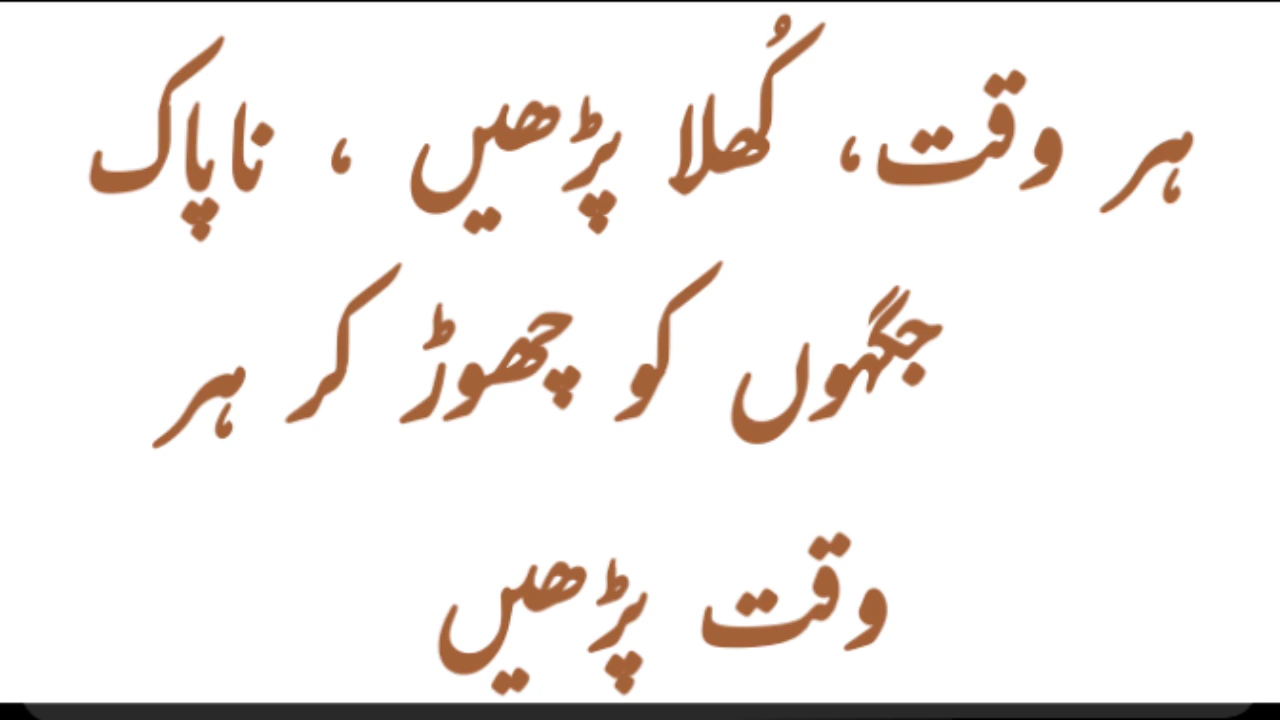 ہر وقت، کُھلا پڑھیں ، ناپاک
جگہوں کو چھوڑ کر ہر
وقت پڑھیں